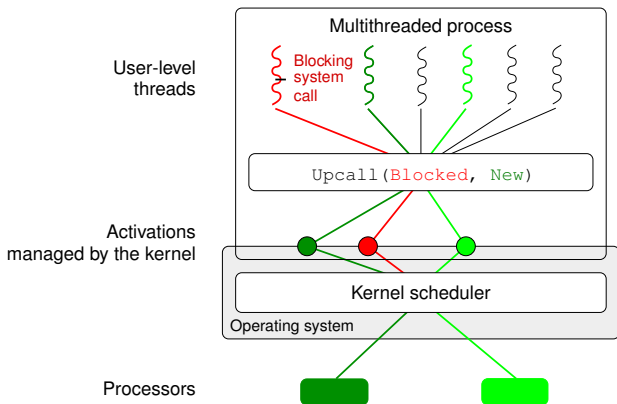 Multithreaded process
User-level
threads
Blocking
system
call
Upcall(Blocked, New)
Activations
managed by the kernel
Kernel scheduler
Operating system
Processors